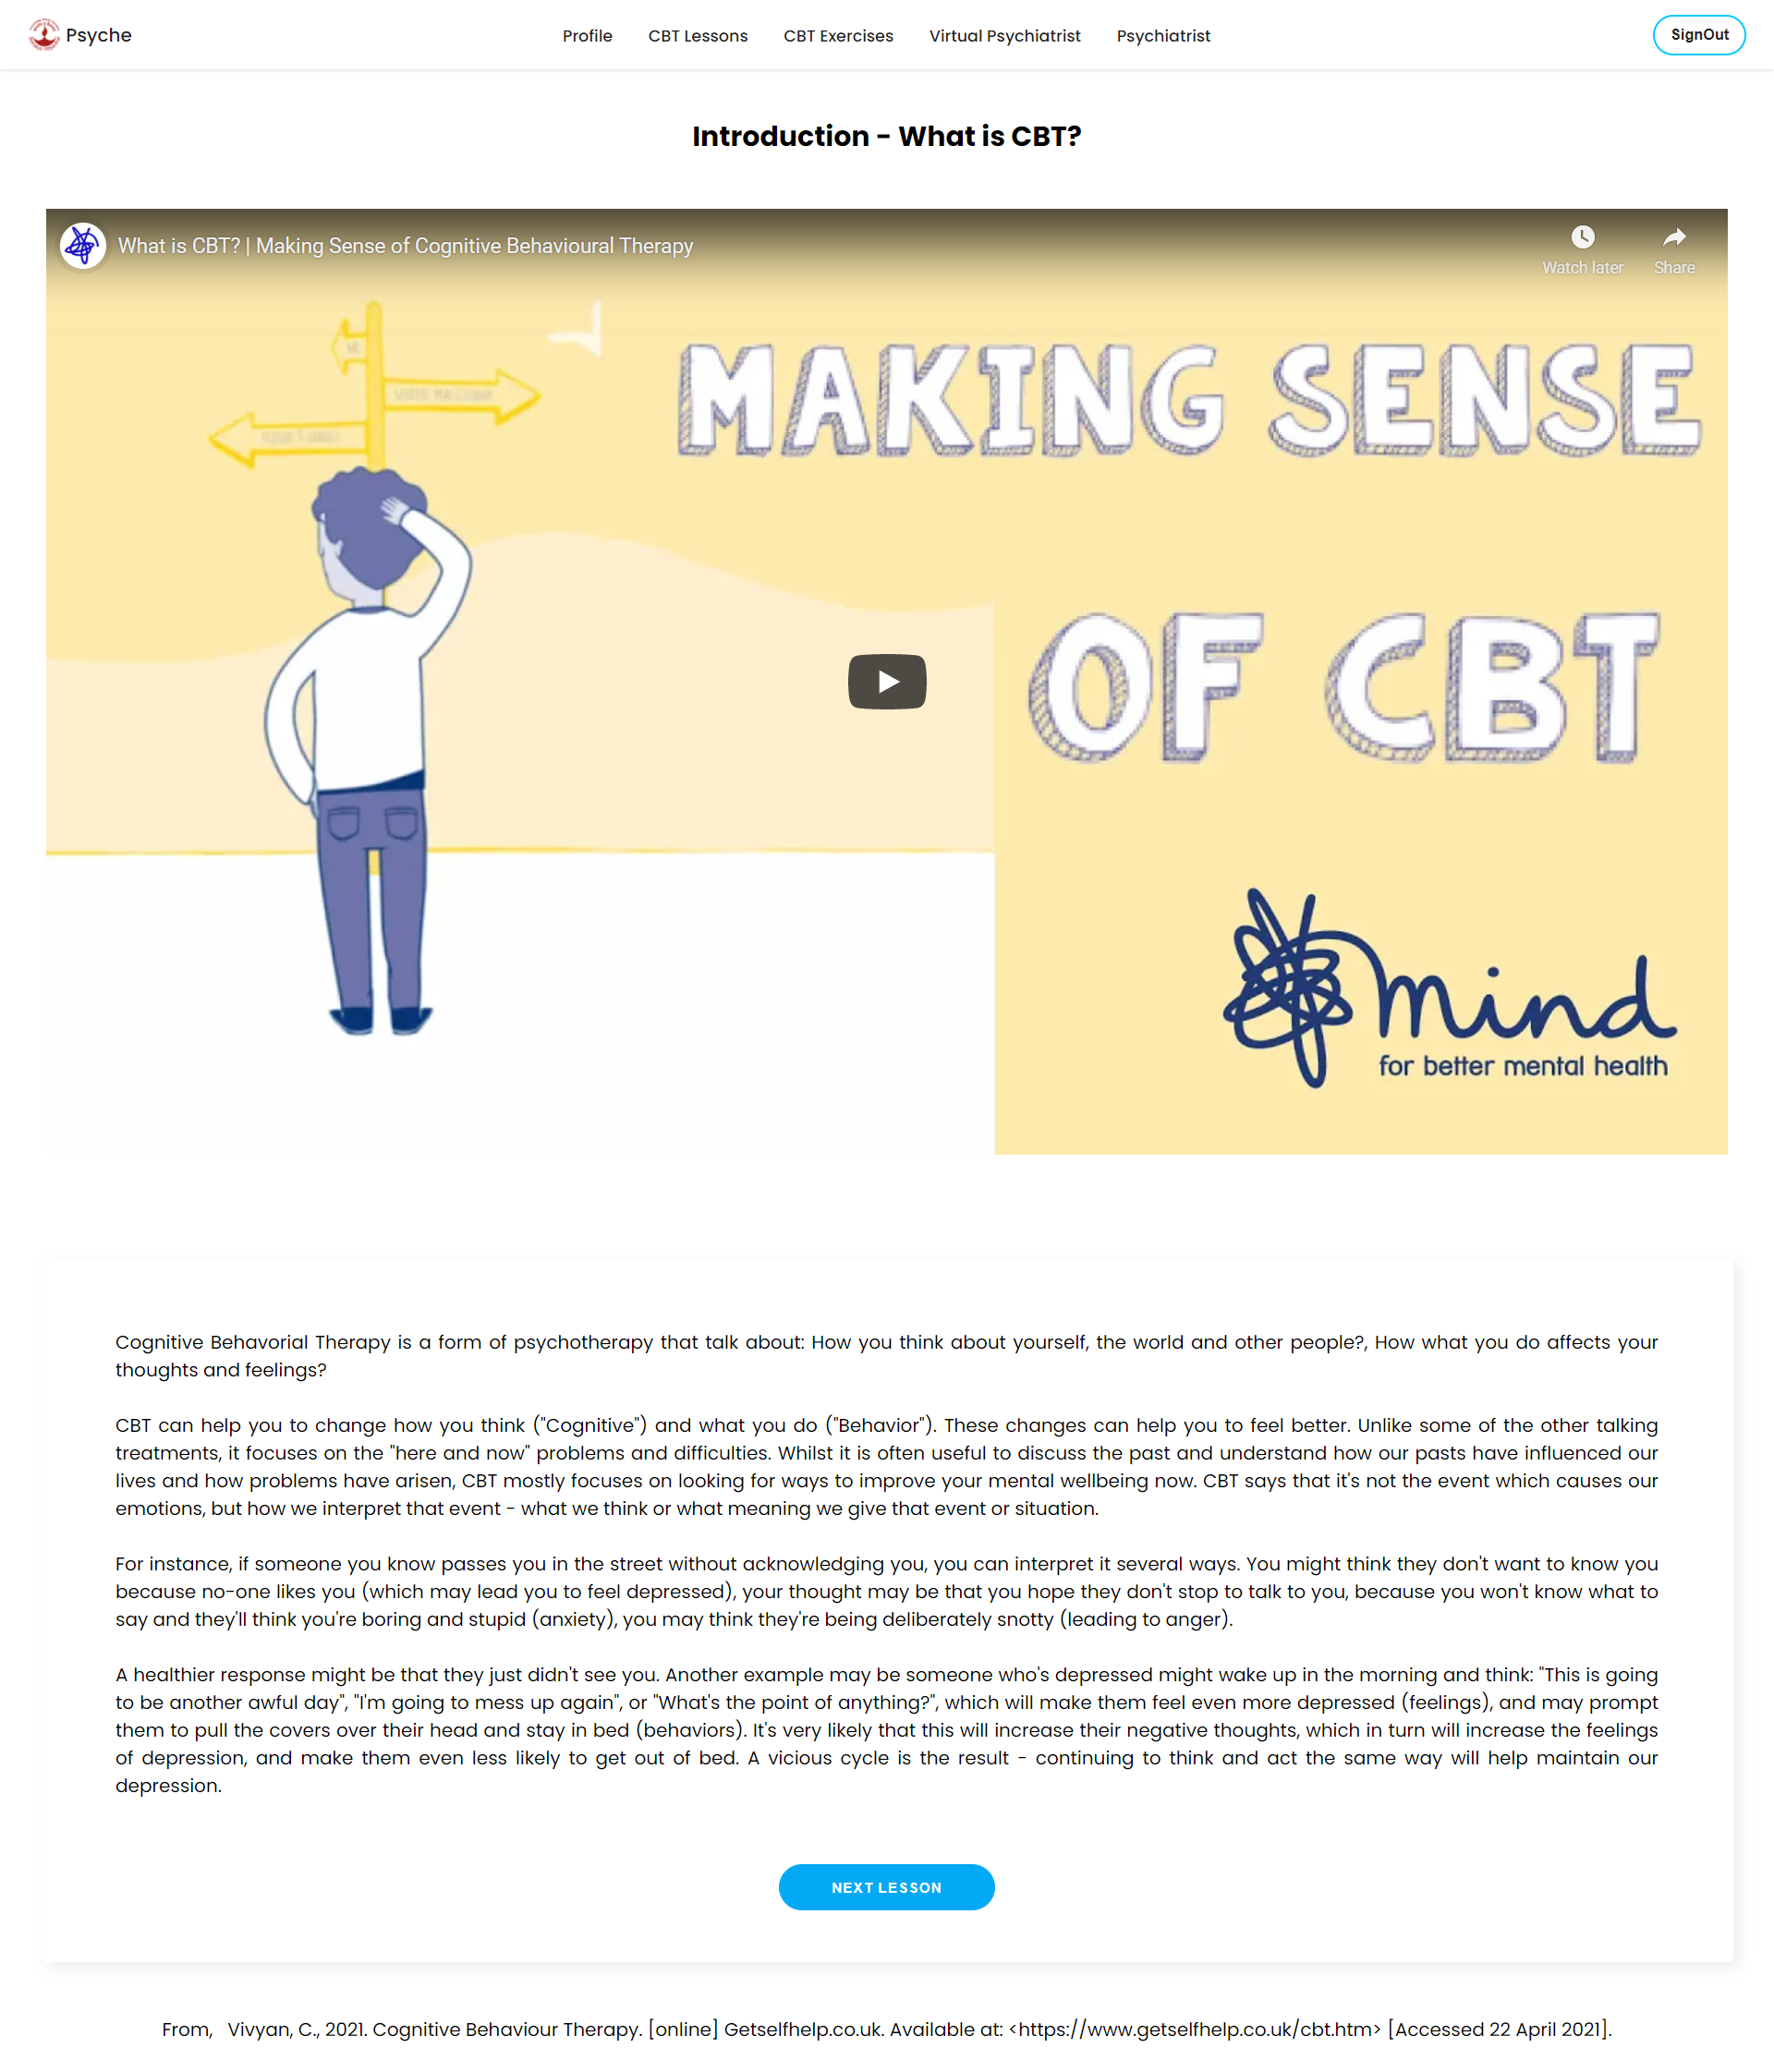 Psyche
Profile
CBT Lessons
CBT Exercises
Virtual Psychiatrist
Psychiatrist
SignOut
Introduction - What is CBT?
What is CBT? | Making Sense of Cognitive Behavioural Therapy
Watch later
Share
MAKING SENSE
OF CBT
mind
for better mental health
Cognitive Behavorial Therapy is a form of psychotherapy that talk about: How you think about yourself, the world and other people?, How what you do affects your
thoughts and feelings?
CBT can help you to change how you think ("Cognitive") and what you do ("Behavior"). These changes can help you to feel better. Unlike some of the other talking
treatments, it focuses on the "here and now" problems and difficulties. Whilst it is often useful to discuss the past and understand how our pasts have influenced our
lives and how problems have arisen, CBT mostly focuses on looking for ways to improve your mental wellbeing now. CBT says that it's not the event which causes our
emotions, but how we interpret that event - what we think or what meaning we give that event or situation.
For instance, if someone you know passes you in the street without acknowledging you, you can interpret it several ways. You might think they don't want to know you
because no-one likes you (which may lead you to feel depressed), your thought may be that you hope they don't stop to talk to you, because you won't know what to
say and they'll think you're boring and stupid (anxiety), you may think they're being deliberately snotty (leading to anger).
A healthier response might be that they just didn't see you. Another example may be someone who's depressed might wake up in the morning and think: "This is going
to be another awful day", "I'm going to mess up again", or "What's the point of anything?", which will make them feel even more depressed (feelings), and may prompt
them to pull the covers over their head and stay in bed (behaviors). It's very likely that this will increase their negative thoughts, which in turn will increase the feelings
of depression, and make them even less likely to get out of bed. A vicious cycle is the result - continuing to think and act the same way will help maintain our
depression.
NEXT LESSON
From, Vivyan, C., 2021. Cognitive Behaviour Therapy. [online] Getselfhelp.co.uk. Available at: <https://www.getselfhelp.co.uk/cbt.htm> [Accessed 22 April 2021].